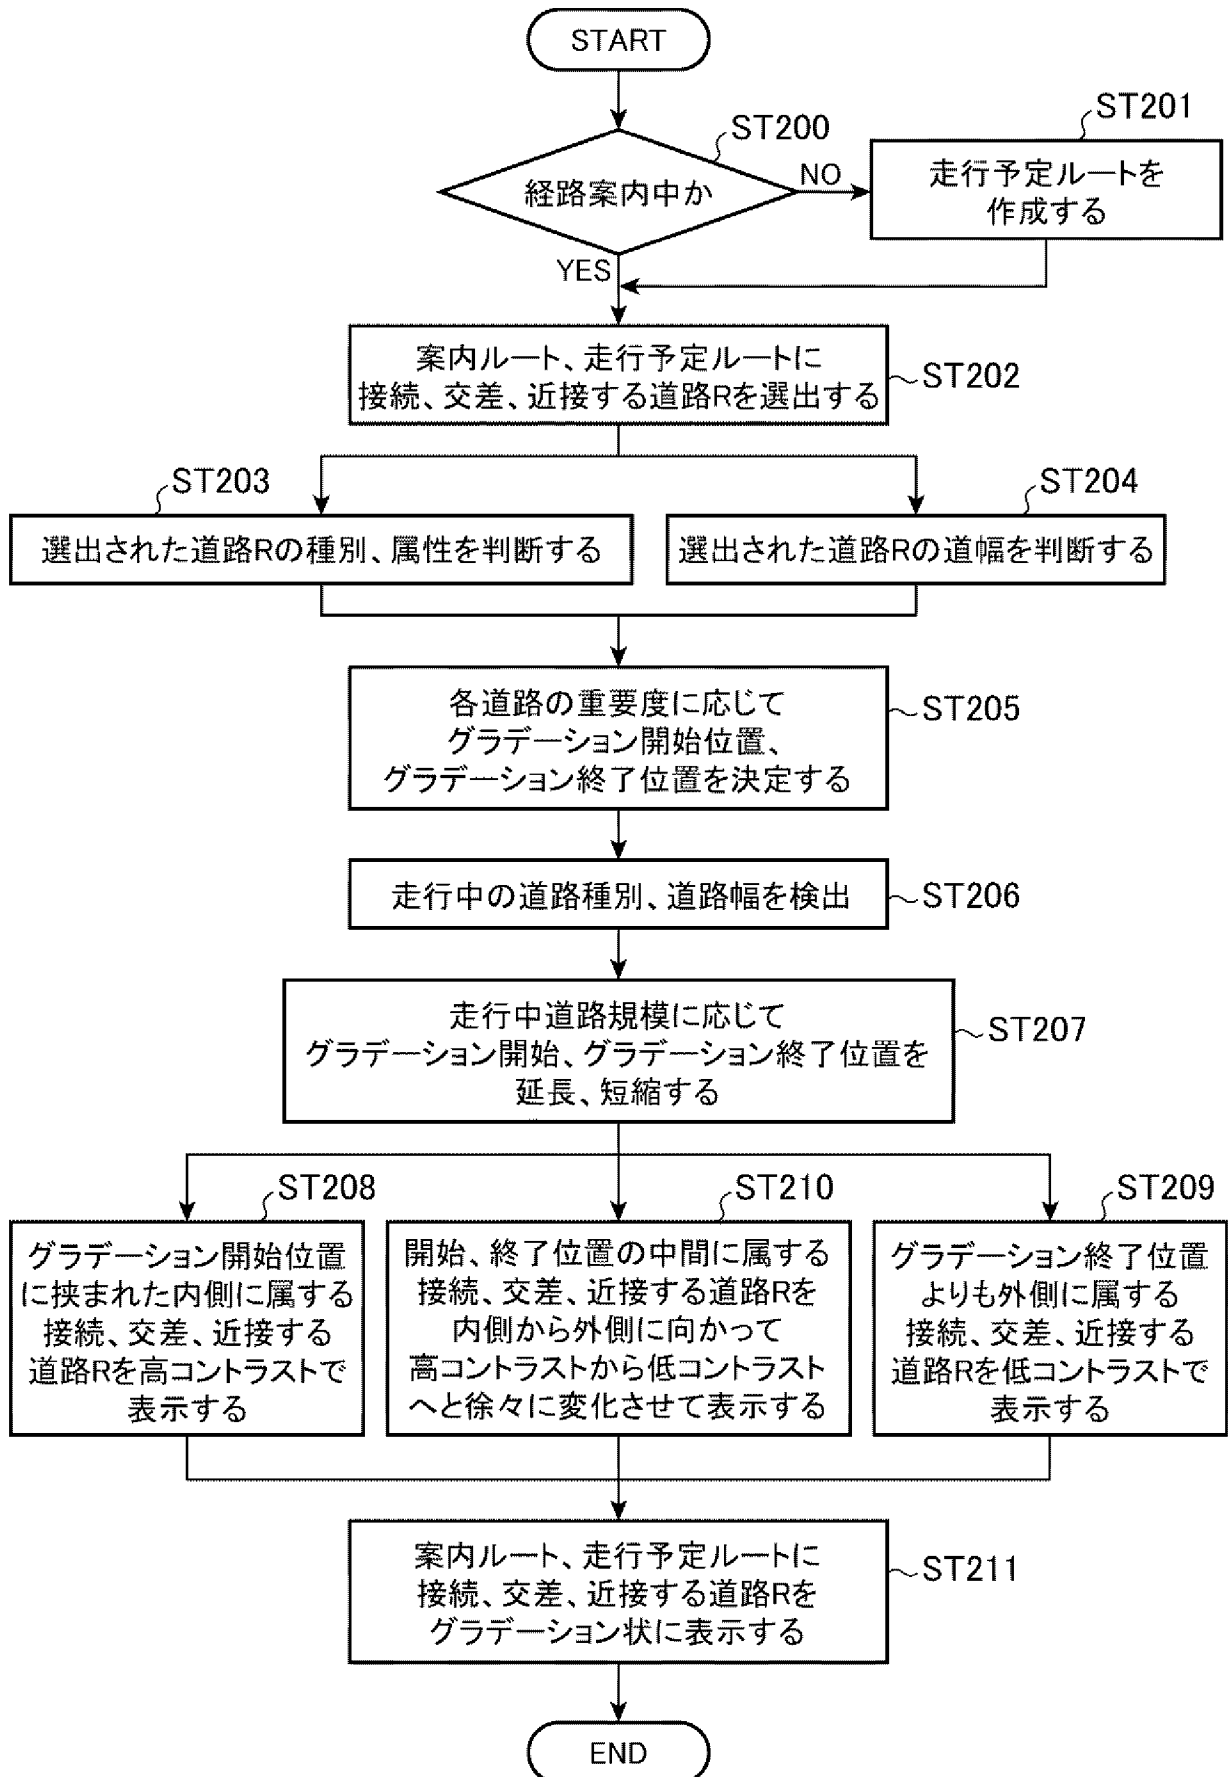 START
ST200
経路案内中か
NO
YES
ST201
走行予定ルートを
作成する
案内ルート、走行予定ルートに
接続、交差、近接する道路Rを選出する
ST202
ST203
選出された道路Rの種別、属性を判断する
ST204
選出された道路Rの道幅を判断する
各道路の重要度に応じて
グラデーション開始位置、
グラデーション終了位置を決定する
ST205
走行中の道路種別、道路幅を検出
ST206
走行中道路規模に応じて
グラデーション開始、グラデーション終了位置を
延長、短縮する
ST207
ST208
グラデーション開始位置
に挟まれた内側に属する
接続、交差、近接する
道路Rを高コントラストで
表示する
ST210
開始、終了位置の中間に属する
接続、交差、近接する道路Rを
内側から外側に向かって
高コントラストから低コントラスト
へと徐々に変化させて表示する
ST209
グラデーション終了位置
よりも外側に属する
接続、交差、近接する
道路Rを低コントラストで
表示する
案内ルート、走行予定ルートに
接続、交差、近接する道路Rを
グラデーション状に表示する
ST211
END